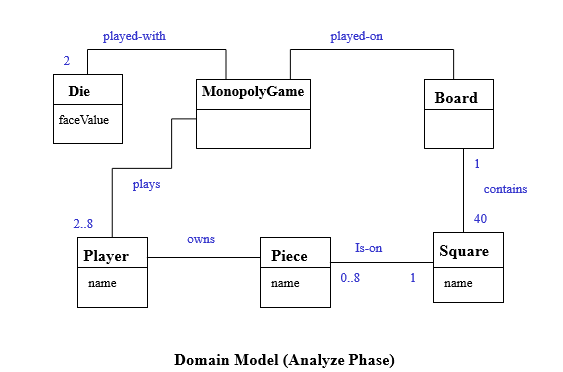 played-with
played-on
2
Die
MonopolyGame
Board
faceValue
1
plays
contains
2..8
40
owns
Is-on
Player
Piece
Square
0..8
1
name
name
name
Domain Model (Analyze Phase)